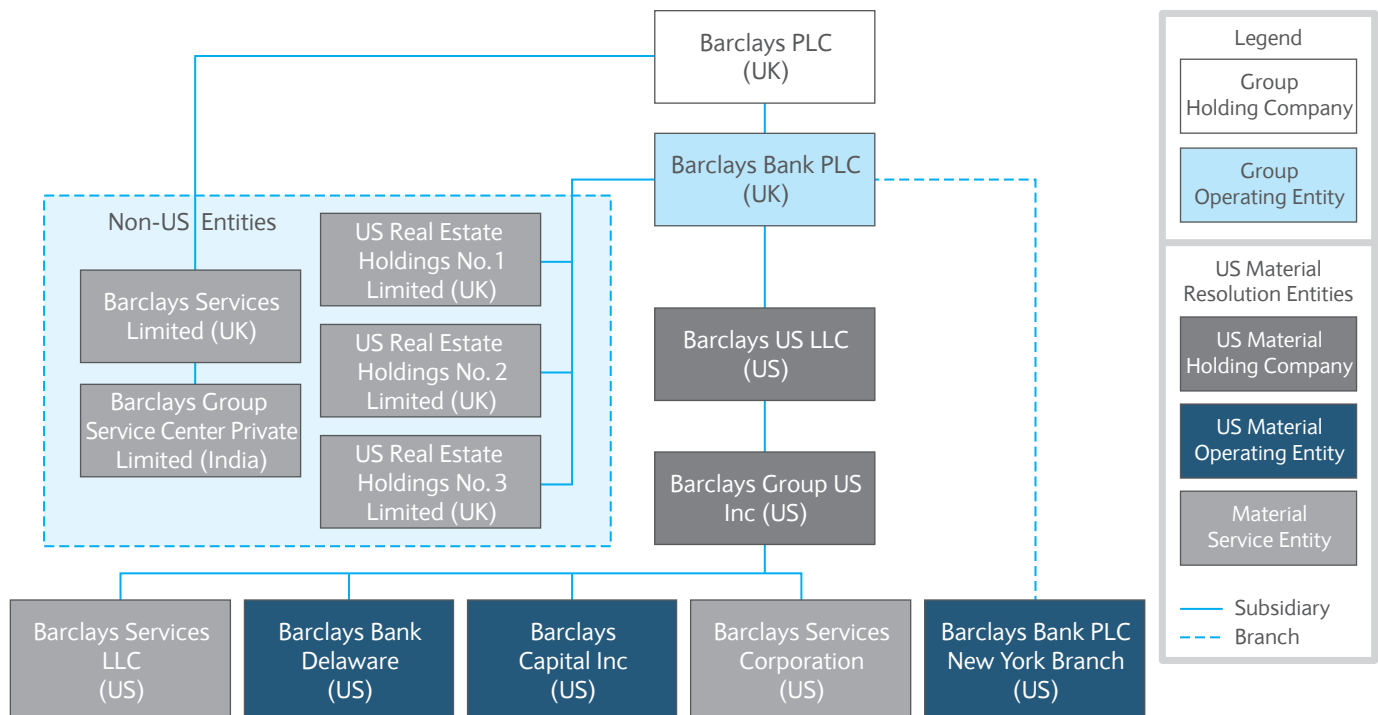 Barclays PLC
(UK)
Barclays Bank PLC
(UK)
Non-US Entities
US Real Estate
Holdings No. 1
Limited (UK)
Barclays Services
Limited (UK)
US Real Estate
Holdings No. 2
Limited (UK)
Barclays Group
Service Center Private
Limited (India)
US Real Estate
Holdings No. 3
Limited (UK)
Barclays US LLC
(US)
Barclays Group US
Inc (US)
Barclays Services
LLC
(US)
Barclays Bank
Delaware
(US)
Barclays
Capital Inc
(US)
Barclays Services
Corporation
(US)
Barclays Bank PLC
New York Branch
(US)
Legend
Group
Holding Company
Group
Operating Entity
US Material
Resolution Entities
US Material
Holding Company
US Material
Operating Entity
Material
Service Entity
Subsidiary
Branch